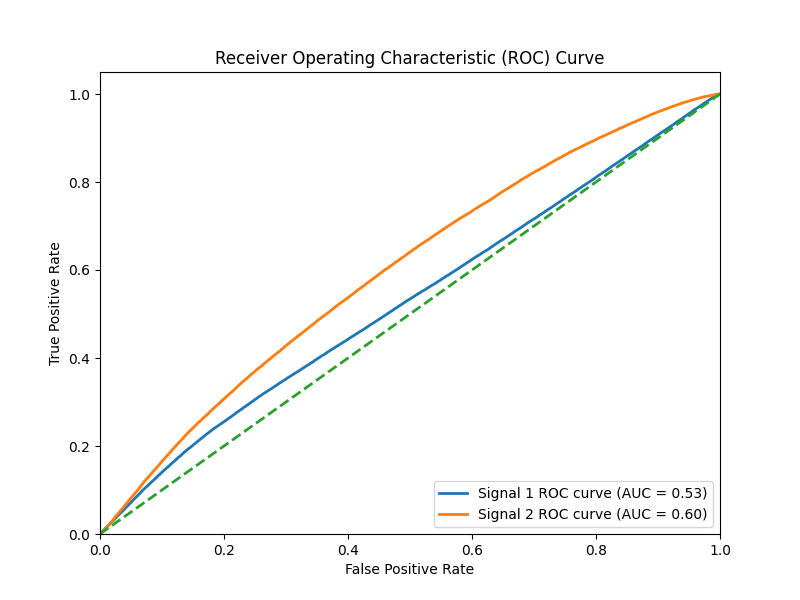 Receiver Operating Characteristic (ROC) Curve
True Positive Rate
1.0
0.8
0.6
0.4
0.2
0.0
0.0 0.2 0.4 0.6 0.8 1.0
False Positive Rate
Signal 1 ROC curve (AUC = 0.53)
Signal 2 ROC curve (AUC = 0.60)